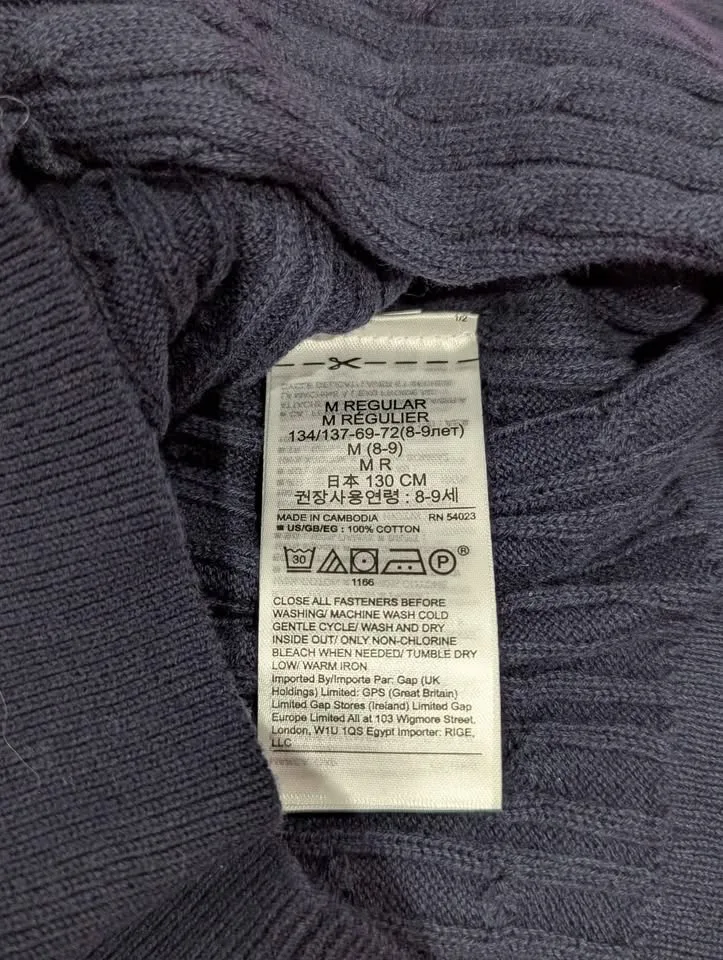 1/2
M REGULAR
M RÉGULIER
134/137-69-72(8-9лет)
M (8-9)
M R
日本 130 CM
권장사용연령 : 8-9세
MADE IN CAMBODIA RN 54023
US/GB/EG : 100% COTTON
30 P ®
1166
CLOSE ALL FASTENERS BEFORE
WASHING/ MACHINE WASH COLD
GENTLE CYCLE/ WASH AND DRY
INSIDE OUT/ ONLY NON-CHLORINE
BLEACH WHEN NEEDED/ TUMBLE DRY
LOW/ WARM IRON
Imported By/Importe Par: Gap (UK
Holdings) Limited: GPS (Great Britain)
Limited Gap Stores (Ireland) Limited Gap
Europe Limited All at 103 Wigmore Street.
London, W1U 1QS Egypt Importer: RIGE,
LLC